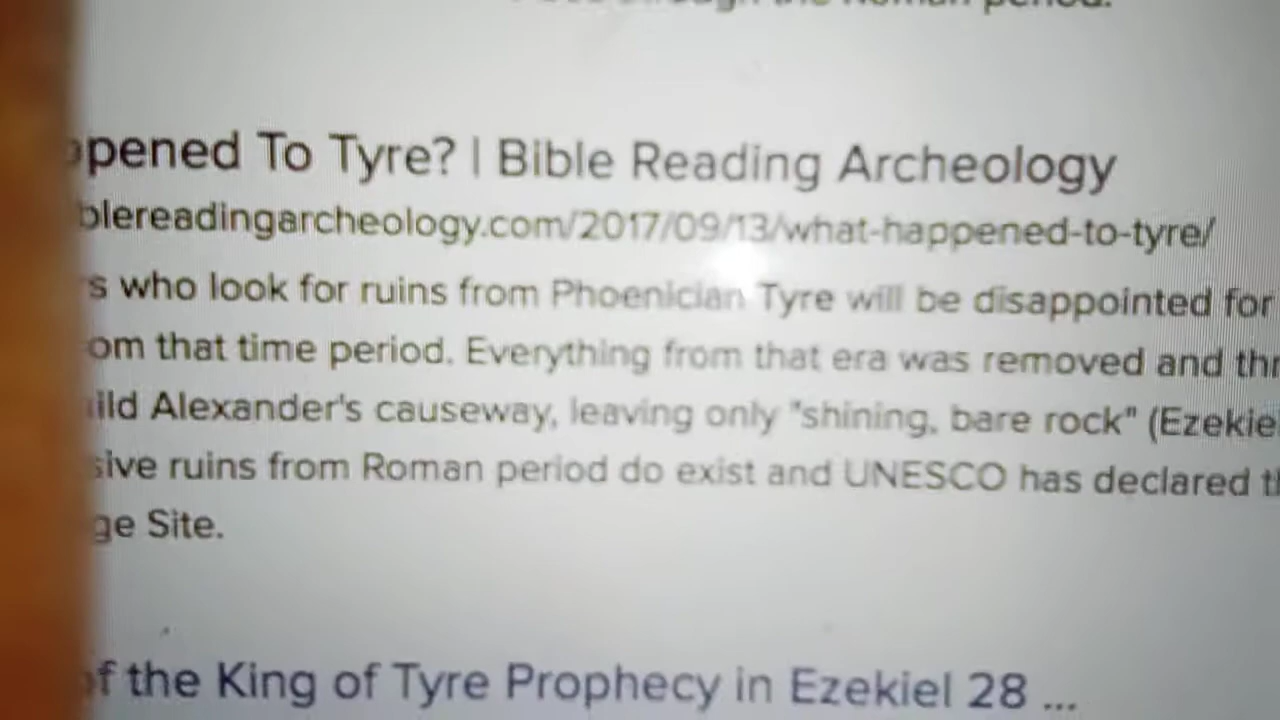 pened To Tyre? | Bible Reading Archeology
blereadingarcheology.com/2017/09/13/what-happened-to-tyre/
s who look for ruins from Phoenician Tyre will be disappointed for
om that time period. Everything from that era was removed and thr
ild Alexander's causeway, leaving only "shining, bare rock" (Ezekie
sive ruins from Roman period do exist and UNESCO has declared th
ge Site.
of the King of Tyre Prophecy in Ezekiel 28 ...